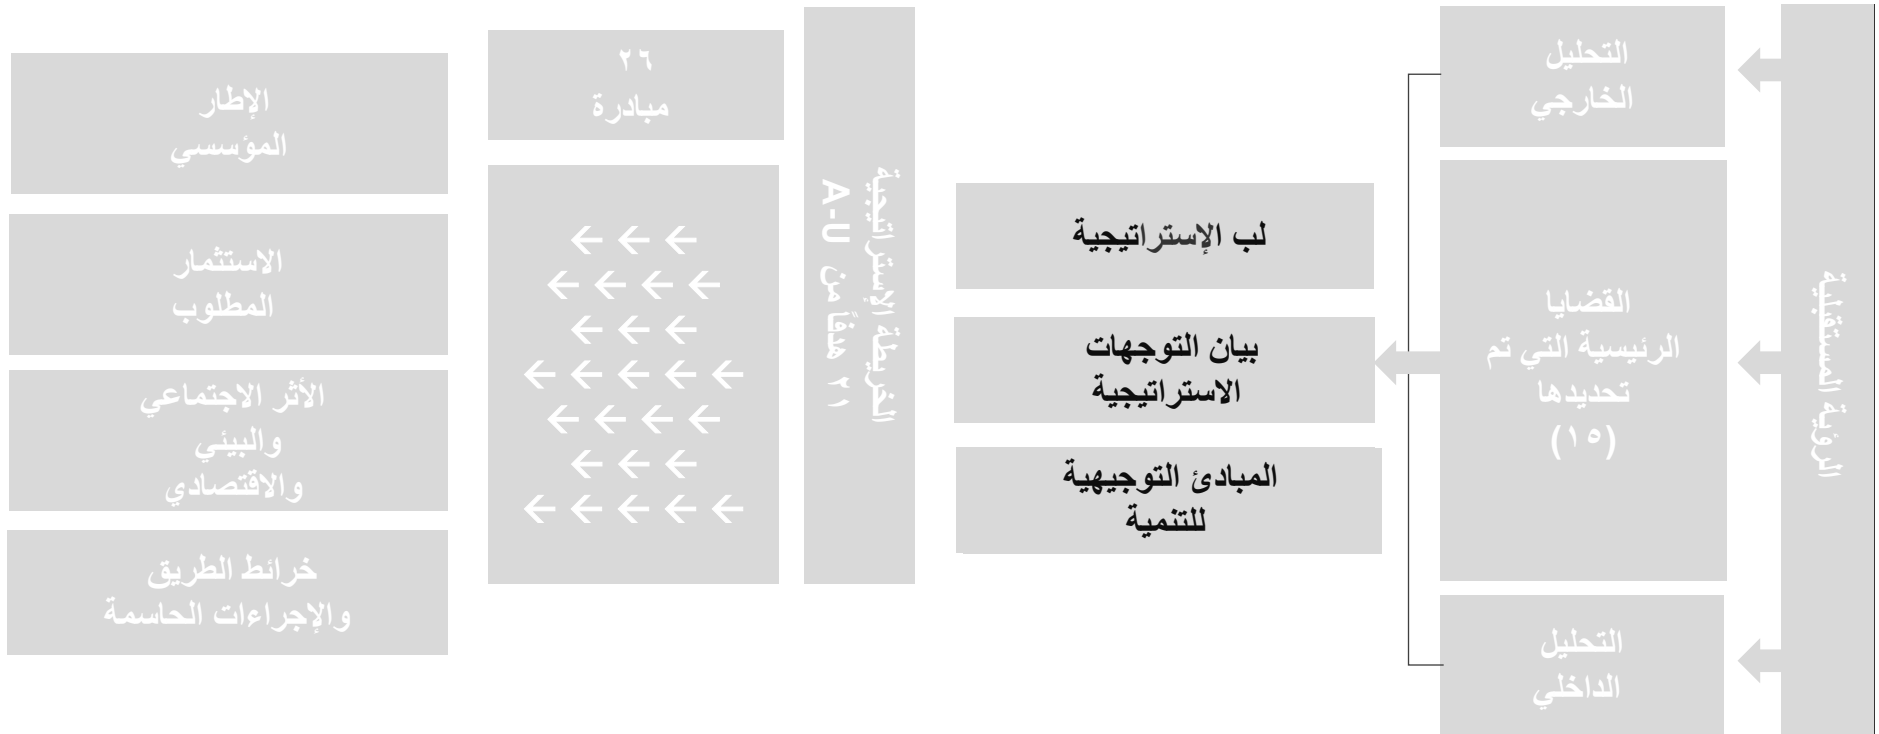 الرؤية المستقبلية
التحليل
الخارجي
القضايا
الرئيسية التي تم
تحديدها
(١٥)
التحليل
الداخلي
لب الإستراتيجية
بيان التوجهات
الاستراتيجية
المبادئ التوجيهية
للتنمية
الخريطة الإستراتيجية
٢١ هدفًا من A-U
٢٦
مبادرة
الإطار
المؤسسي
الاستثمار
المطلوب
الأثر الاجتماعي
والبيئي
والاقتصادي
خرائط الطريق
والإجراءات الحاسمة